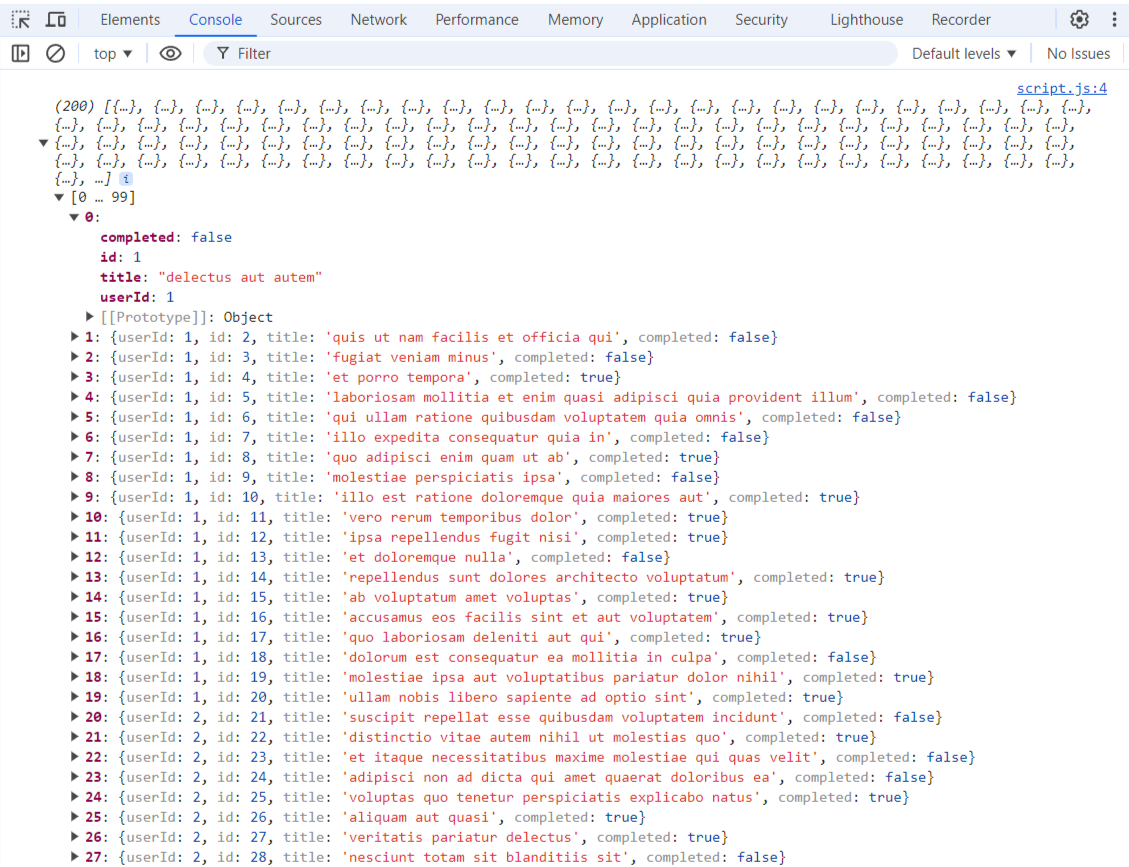 Elements Console Sources Network Performance Memory Application Security Lighthouse Recorder
top ▼ Filter Default levels ▼ No Issues
script.js:4
(200) [{…}, {…}, {…}, {…}, {…}, {…}, {…}, {…}, {…}, {…}, {…}, {…}, {…}, {…}, {…}, {…}, {…}, {…}, {…}, {…}, {…}, {…}, {…}, {…},
{…}, {…}, {…}, {…}, {…}, {…}, {…}, {…}, {…}, {…}, {…}, {…}, {…}, {…}, {…}, {…}, {…}, {…}, {…}, {…}, {…}, {…}, {…}, {…}, {…},
▼ {…}, {…}, {…}, {…}, {…}, {…}, {…}, {…}, {…}, {…}, {…}, {…}, {…}, {…}, {…}, {…}, {…}, {…}, {…}, {…}, {…}, {…}, {…}, {…}, {…},
{…}, {…}, {…}, {…}, {…}, {…}, {…}, {…}, {…}, {…}, {…}, {…}, {…}, {…}, {…}, {…}, {…}, {…}, {…}, {…}, {…}, {…}, {…}, {…}, {…},
{…}, …] i
▼ [0 … 99]
▼ 0:
completed: false
id: 1
title: "delectus aut autem"
userId: 1
▶ [[Prototype]]: Object
▶ 1: {userId: 1, id: 2, title: 'quis ut nam facilis et officia qui', completed: false}
▶ 2: {userId: 1, id: 3, title: 'fugiat veniam minus', completed: false}
▶ 3: {userId: 1, id: 4, title: 'et porro tempora', completed: true}
▶ 4: {userId: 1, id: 5, title: 'laboriosam mollitia et enim quasi adipisci quia provident illum', completed: false}
▶ 5: {userId: 1, id: 6, title: 'qui ullam ratione quibusdam voluptatem quia omnis', completed: false}
▶ 6: {userId: 1, id: 7, title: 'illo expedita consequatur quia in', completed: false}
▶ 7: {userId: 1, id: 8, title: 'quo adipisci enim quam ut ab', completed: true}
▶ 8: {userId: 1, id: 9, title: 'molestiae perspiciatis ipsa', completed: false}
▶ 9: {userId: 1, id: 10, title: 'illo est ratione doloremque quia maiores aut', completed: true}
▶ 10: {userId: 1, id: 11, title: 'vero rerum temporibus dolor', completed: true}
▶ 11: {userId: 1, id: 12, title: 'ipsa repellendus fugit nisi', completed: true}
▶ 12: {userId: 1, id: 13, title: 'et doloremque nulla', completed: false}
▶ 13: {userId: 1, id: 14, title: 'repellendus sunt dolores architecto voluptatum', completed: true}
▶ 14: {userId: 1, id: 15, title: 'ab voluptatum amet voluptas', completed: true}
▶ 15: {userId: 1, id: 16, title: 'accusamus eos facilis sint et aut voluptatem', completed: true}
▶ 16: {userId: 1, id: 17, title: 'quo laboriosam deleniti aut qui', completed: true}
▶ 17: {userId: 1, id: 18, title: 'dolorum est consequatur ea mollitia in culpa', completed: false}
▶ 18: {userId: 1, id: 19, title: 'molestiae ipsa aut voluptatibus pariatur dolor nihil', completed: true}
▶ 19: {userId: 1, id: 20, title: 'ullam nobis libero sapiente ad optio sint', completed: true}
▶ 20: {userId: 2, id: 21, title: 'suscipit repellat esse quibusdam voluptatem incidunt', completed: false}
▶ 21: {userId: 2, id: 22, title: 'distinctio vitae autem nihil ut molestias quo', completed: true}
▶ 22: {userId: 2, id: 23, title: 'et itaque necessitatibus maxime molestiae qui quas velit', completed: false}
▶ 23: {userId: 2, id: 24, title: 'adipisci non ad dicta qui amet quaerat doloribus ea', completed: false}
▶ 24: {userId: 2, id: 25, title: 'voluptas quo tenetur perspiciatis explicabo natus', completed: true}
▶ 25: {userId: 2, id: 26, title: 'aliquam aut quasi', completed: true}
▶ 26: {userId: 2, id: 27, title: 'veritatis pariatur delectus', completed: true}
▶ 27: {userId: 2, id: 28, title: 'nesciunt totam sit blanditiis sit', completed: false}